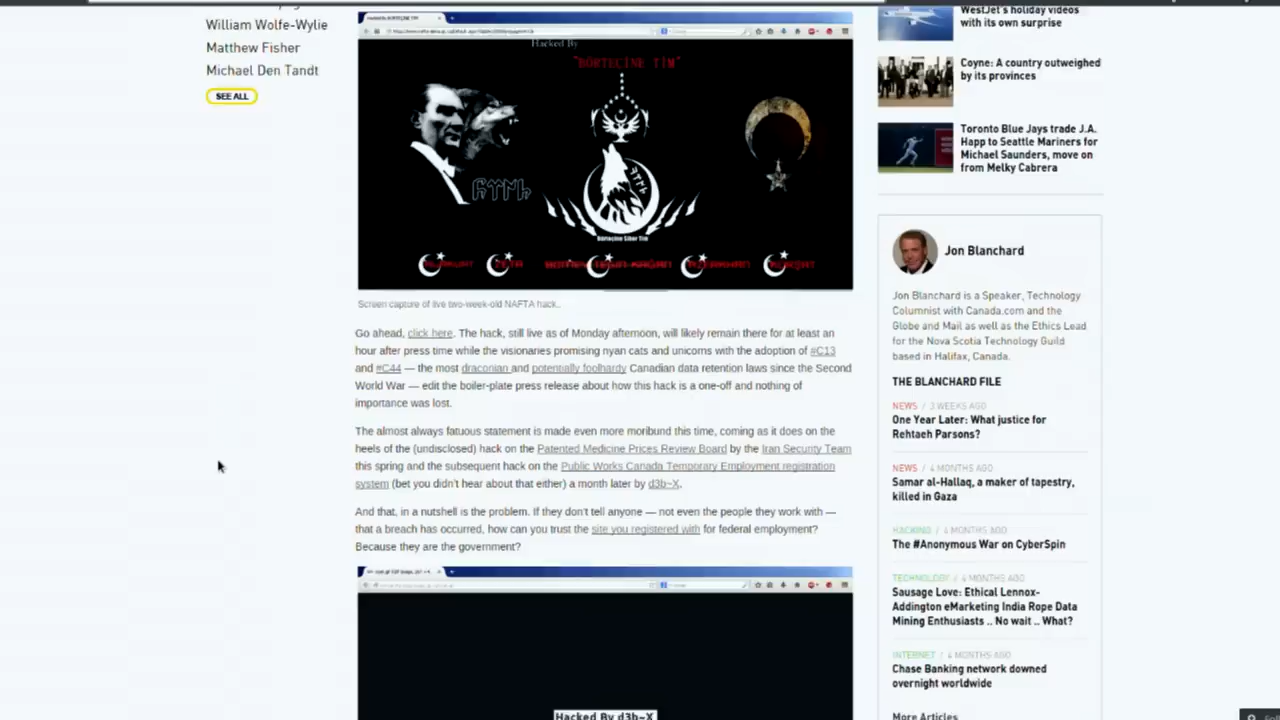 William Wolfe-Wylie
Matthew Fisher
Michael Den Tandt
SEE ALL
Hacked By
"BÖRTEÇİNE TİM"
Börteçine Siber Tim
Screen capture of live two-week-old NAFTA hack..
Go ahead, click here. The hack, still live as of Monday afternoon, will likely remain there for at least an
hour after press time while the visionaries promising nyan cats and unicorns with the adoption of #C13
and #C44 — the most draconian and potentially foolhardy Canadian data retention laws since the Second
World War — edit the boiler-plate press release about how this hack is a one-off and nothing of
importance was lost.
The almost always fatuous statement is made even more moribund this time, coming as it does on the
heels of the (undisclosed) hack on the Patented Medicine Prices Review Board by the Iran Security Team
this spring and the subsequent hack on the Public Works Canada Temporary Employment registration
system (bet you didn't hear about that either) a month later by d3b~X.
And that, in a nutshell is the problem. If they don't tell anyone — not even the people they work with —
that a breach has occurred, how can you trust the site you registered with for federal employment?
Because they are the government?
Hacked By d3b~X
WestJet's holiday videos
with its own surprise
Coyne: A country outweighed
by its provinces
Toronto Blue Jays trade J.A.
Happ to Seattle Mariners for
Michael Saunders, move on
from Melky Cabrera
Jon Blanchard
Jon Blanchard is a Speaker, Technology
Columnist with Canada.com and the
Globe and Mail as well as the Ethics Lead
for the Nova Scotia Technology Guild
based in Halifax, Canada.
THE BLANCHARD FILE
NEWS / 3 WEEKS AGO
One Year Later: What justice for
Rehtaeh Parsons?
NEWS / 4 MONTHS AGO
Samar al-Hallaq, a maker of tapestry,
killed in Gaza
HACKING / 4 MONTHS AGO
The #Anonymous War on CyberSpin
TECHNOLOGY / 4 MONTHS AGO
Sausage Love: Ethical Lennox-
Addington eMarketing India Rope Data
Mining Enthusiasts .. No wait .. What?
INTERNET / 4 MONTHS AGO
Chase Banking network downed
overnight worldwide
More Articles